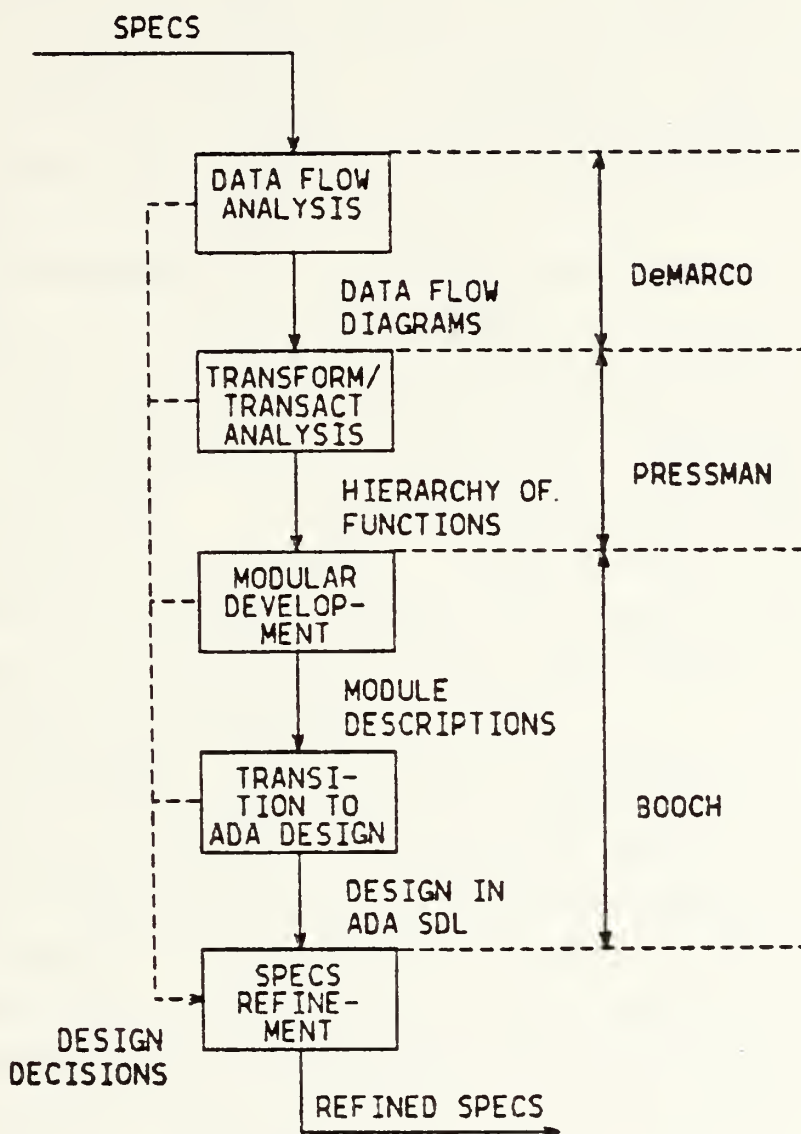 SPECS
DATA FLOW
ANALYSIS
DATA FLOW
DIAGRAMS
DeMARCO
TRANSFORM/
TRANSACT
ANALYSIS
HIERARCHY OF.
FUNCTIONS
PRESSMAN
MODULAR
DEVELOP-
MENT
MODULE
DESCRIPTIONS
TRANSI-
TION TO
ADA DESIGN
BOOCH
DESIGN IN
ADA SDL
SPECS
REFINE-
MENT
DESIGN
DECISIONS
REFINED SPECS